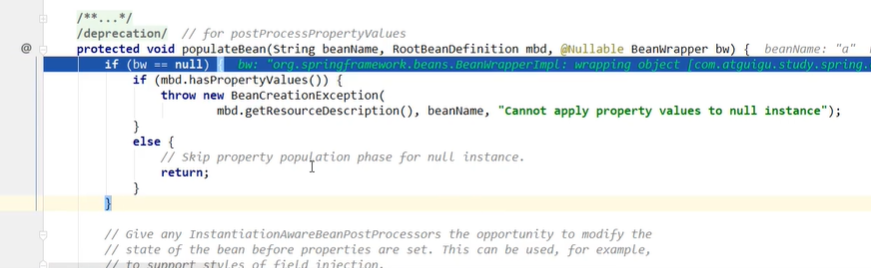 /**...*/
/deprecation/ // for postProcessPropertyValues
@ protected void populateBean(String beanName, RootBeanDefinition mbd, @Nullable BeanWrapper bw) { beanName: "a"
if (bw == null) { bw: "org.springframework.beans.BeanWrapperImpl: wrapping object [com.atguigu.study.spring.
if (mbd.hasPropertyValues()) {
throw new BeanCreationException(
mbd.getResourceDescription(), beanName, "Cannot apply property values to null instance");
}
else {
// Skip property population phase for null instance.
return;
}
}
// Give any InstantiationAwareBeanPostProcessors the opportunity to modify the
// state of the bean before properties are set. This can be used, for example,
// to support styles of field injection.